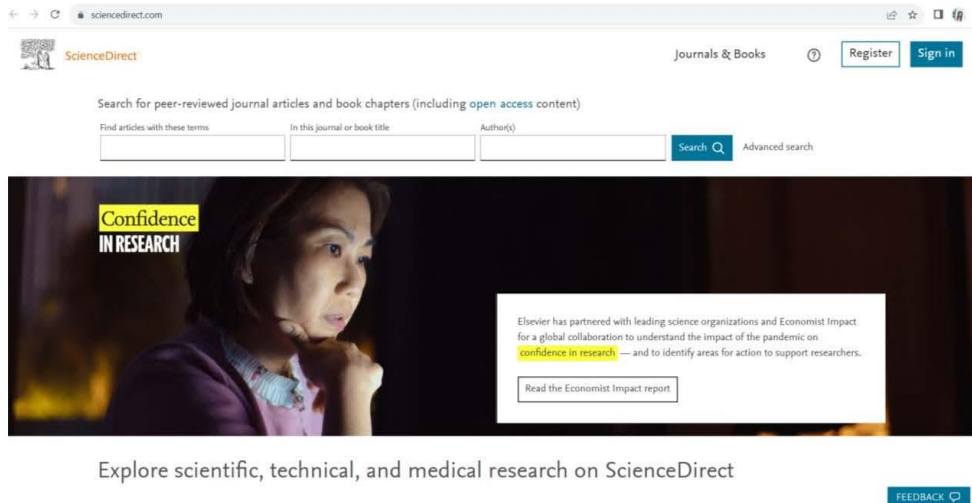 sciencedirect.com
ScienceDirect
Journals & Books
?
Register
Sign in
Search for peer-reviewed journal articles and book chapters (including open access content)
Find articles with these terms
In this journal or book title
Author(s)
Search
Advanced search
Confidence
IN RESEARCH
Elsevier has partnered with leading science organizations and Economist Impact
for a global collaboration to understand the impact of the pandemic on
confidence in research — and to identify areas for action to support researchers.
Read the Economist Impact report
Explore scientific, technical, and medical research on ScienceDirect
FEEDBACK